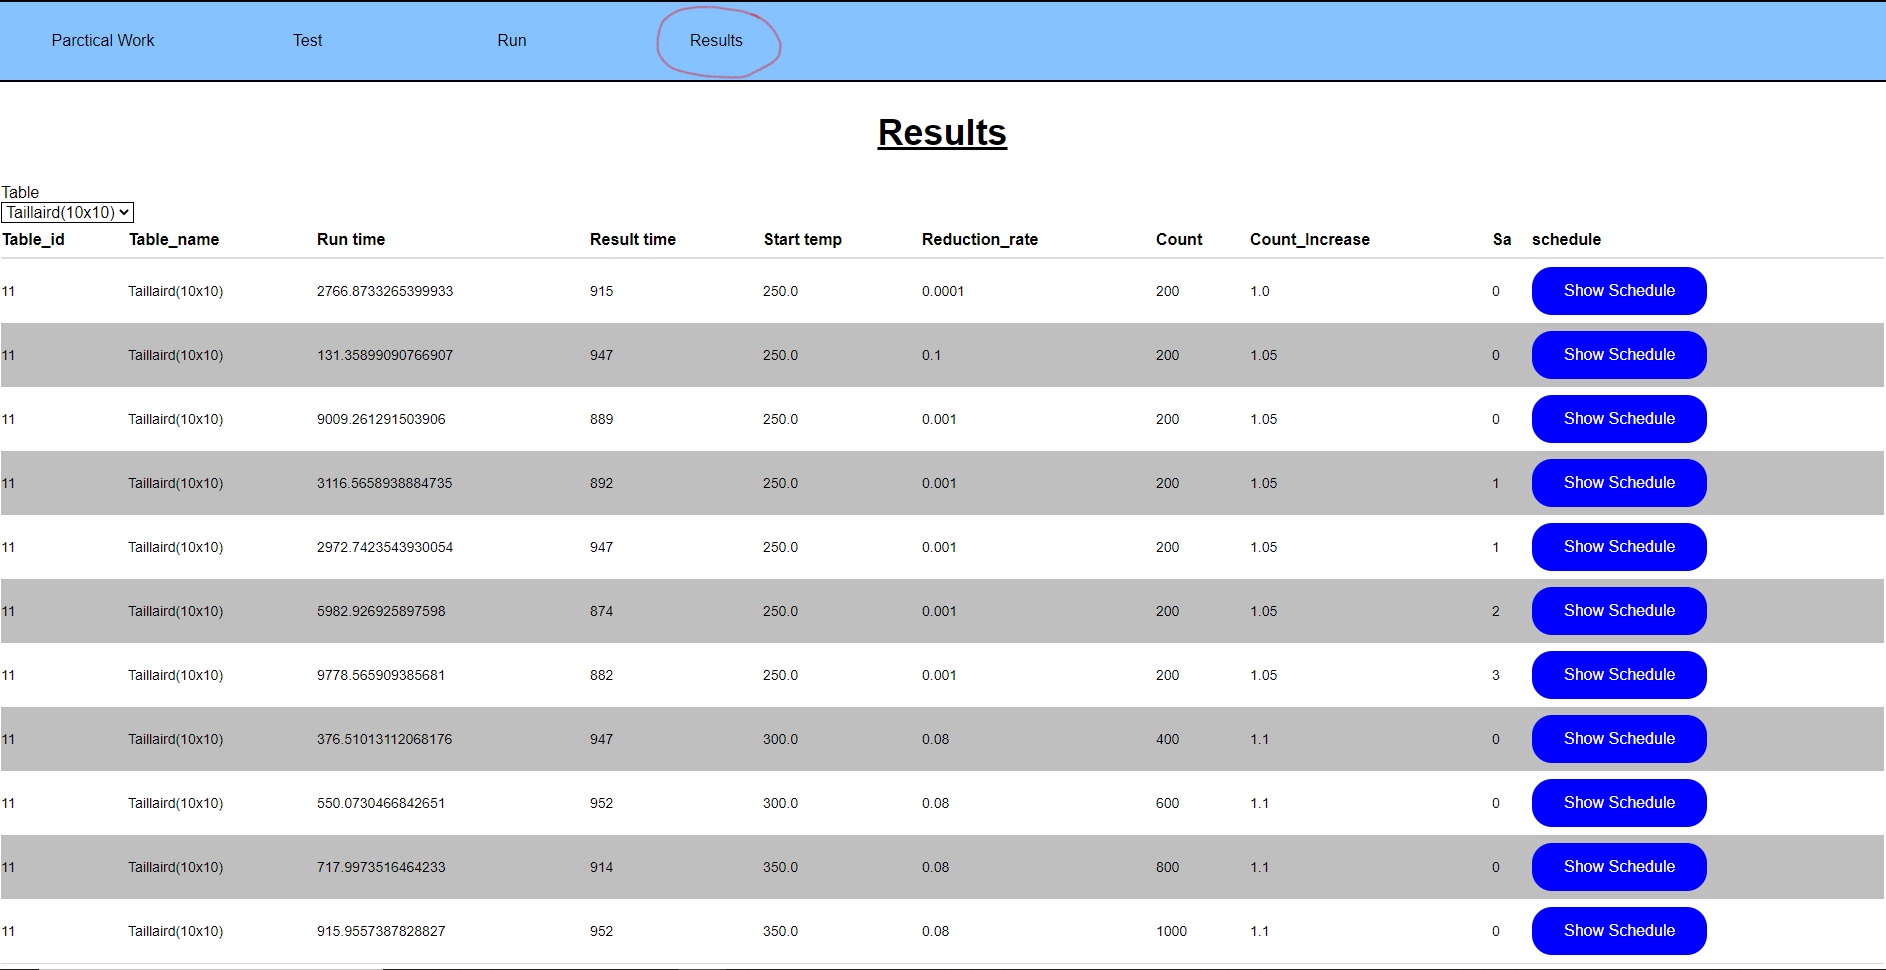 Parctical Work Test Run Results
Results
Table
Taillaird(10x10)
Table_id Table_name Run time Result time Start temp Reduction_rate Count Count_Increase Sa schedule
11 Taillaird(10x10) 2766.8733265399933 915 250.0 0.0001 200 1.0 0 Show Schedule
11 Taillaird(10x10) 131.35899090766907 947 250.0 0.1 200 1.05 0 Show Schedule
11 Taillaird(10x10) 9009.261291503906 889 250.0 0.001 200 1.05 0 Show Schedule
11 Taillaird(10x10) 3116.5658938884735 892 250.0 0.001 200 1.05 1 Show Schedule
11 Taillaird(10x10) 2972.7423543930054 947 250.0 0.001 200 1.05 1 Show Schedule
11 Taillaird(10x10) 5982.926925897598 874 250.0 0.001 200 1.05 2 Show Schedule
11 Taillaird(10x10) 9778.565909385681 882 250.0 0.001 200 1.05 3 Show Schedule
11 Taillaird(10x10) 376.51013112068176 947 300.0 0.08 400 1.1 0 Show Schedule
11 Taillaird(10x10) 550.0730466842651 952 300.0 0.08 600 1.1 0 Show Schedule
11 Taillaird(10x10) 717.9973516464233 914 350.0 0.08 800 1.1 0 Show Schedule
11 Taillaird(10x10) 915.9557387828827 952 350.0 0.08 1000 1.1 0 Show Schedule